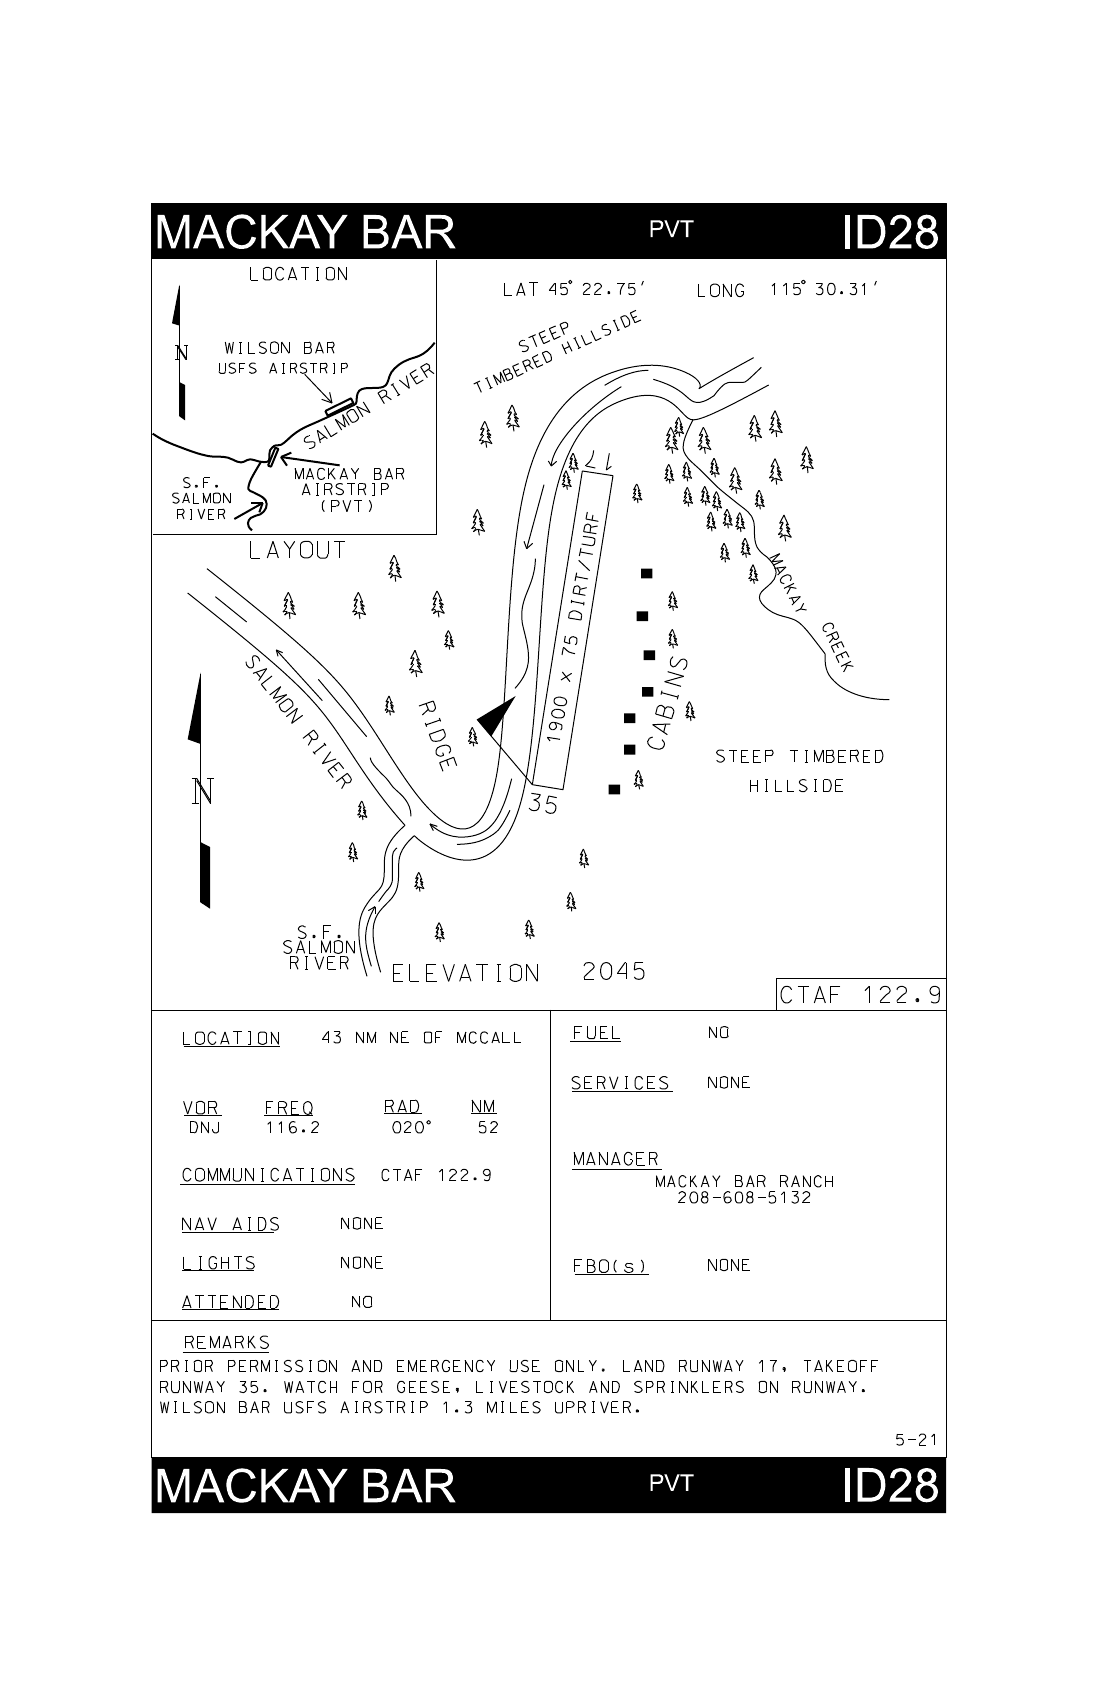 MACKAY BAR PVT ID28
LOCATION
N
WILSON BAR
USFS AIRSTRIP
SALMON RIVER
MACKAY BAR
AIRSTRIP
(PVT)
S.F.
SALMON
RIVER
LAT 45° 22.75' LONG 115° 30.31'
STEEP
TIMBERED HILLSIDE
LAYOUT
17
1900 x 75 DIRT/TURF
35
MACKAY CREEK
CABINS
RIDGE
SALMON RIVER
N
STEEP TIMBERED
HILLSIDE
S.F.
SALMON
RIVER
ELEVATION 2045
CTAF 122.9
LOCATION 43 NM NE OF MCCALL
VOR FREQ RAD NM
DNJ 116.2 020° 52
COMMUNICATIONS CTAF 122.9
NAV AIDS NONE
LIGHTS NONE
ATTENDED NO
FUEL NO
SERVICES NONE
MANAGER
MACKAY BAR RANCH
208-608-5132
FBO(s) NONE
REMARKS
PRIOR PERMISSION AND EMERGENCY USE ONLY. LAND RUNWAY 17, TAKEOFF
RUNWAY 35. WATCH FOR GEESE, LIVESTOCK AND SPRINKLERS ON RUNWAY.
WILSON BAR USFS AIRSTRIP 1.3 MILES UPRIVER.
5-21
MACKAY BAR PVT ID28